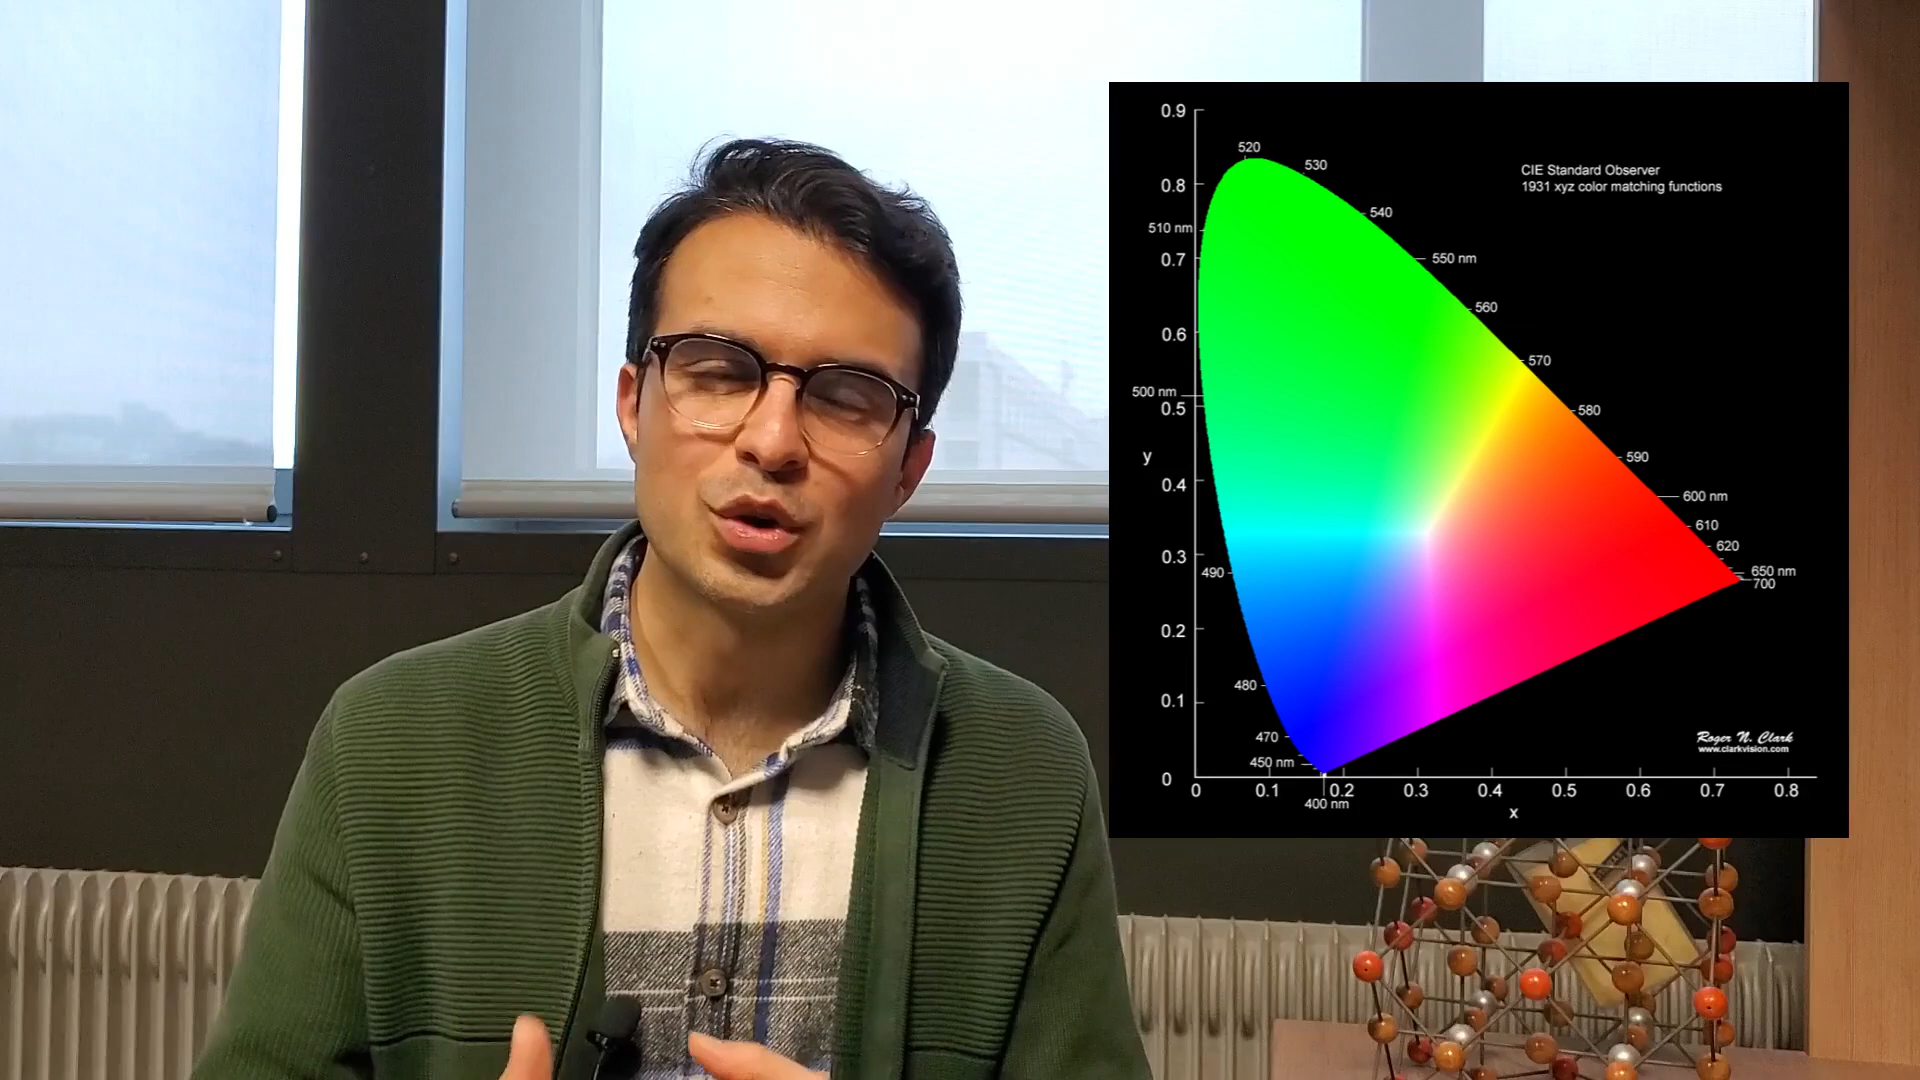 0.9
520
530
CIE Standard Observer
1931 xyz color matching functions
0.8
540
510 nm
0.7
550 nm
560
0.6
570
500 nm
0.5
580
590
y
0.4
600 nm
610
620
0.3
490
650 nm
700
0.2
480
0.1
470
450 nm
Roger N. Clark
www.clarkvision.com
0
0 0.1 0.2 0.3 0.4 0.5 0.6 0.7 0.8
400 nm
x